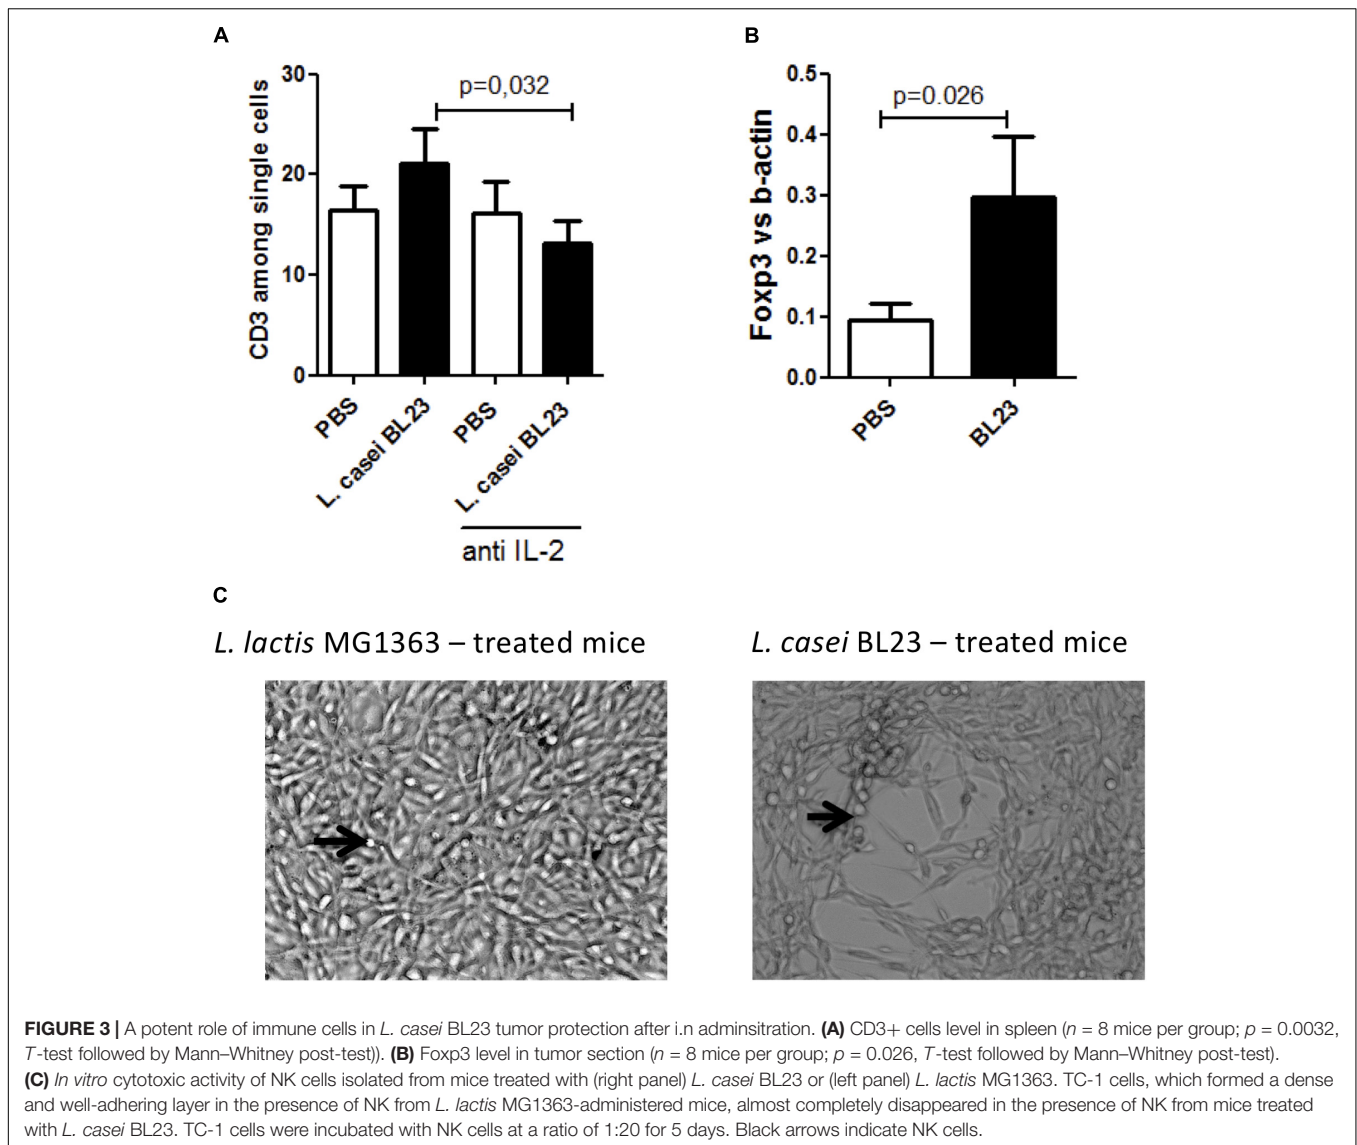 A
30
20
10
0
CD3 among single cells
p=0,032
PBS
L. casei BL23
PBS
L. casei BL23
anti IL-2
B
0.5
0.4
0.3
0.2
0.1
0.0
Foxp3 vs b-actin
p=0.026
PBS
BL23
C
L. lactis MG1363 – treated mice
L. casei BL23 – treated mice
FIGURE 3 | A potent role of immune cells in L. casei BL23 tumor protection after i.n adminsitration. (A) CD3+ cells level in spleen (n = 8 mice per group; p = 0.0032,
T-test followed by Mann–Whitney post-test)). (B) Foxp3 level in tumor section (n = 8 mice per group; p = 0.026, T-test followed by Mann–Whitney post-test).
(C) In vitro cytotoxic activity of NK cells isolated from mice treated with (right panel) L. casei BL23 or (left panel) L. lactis MG1363. TC-1 cells, which formed a dense
and well-adhering layer in the presence of NK from L. lactis MG1363-administered mice, almost completely disappeared in the presence of NK from mice treated
with L. casei BL23. TC-1 cells were incubated with NK cells at a ratio of 1:20 for 5 days. Black arrows indicate NK cells.